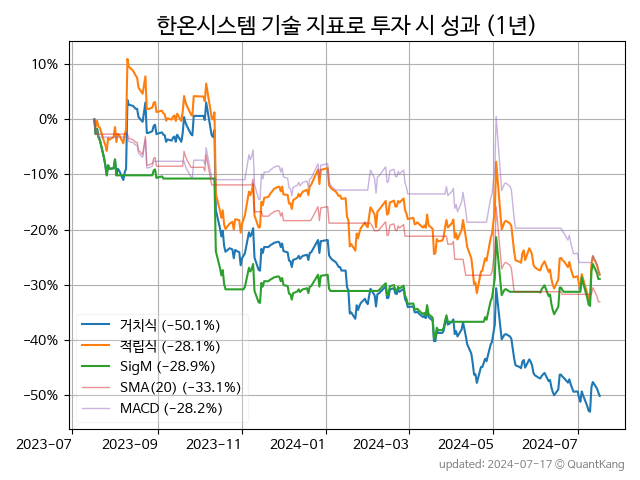 한온시스템 기술 지표로 투자 시 성과 (1년)
10%
0%
−10%
−20%
−30%
−40%
−50%
거치식 (−50.1%)
적립식 (−28.1%)
SigM (−28.9%)
SMA(20) (−33.1%)
MACD (−28.2%)
2023-07 2023-09 2023-11 2024-01 2024-03 2024-05 2024-07
updated: 2024-07-17 © QuantKang